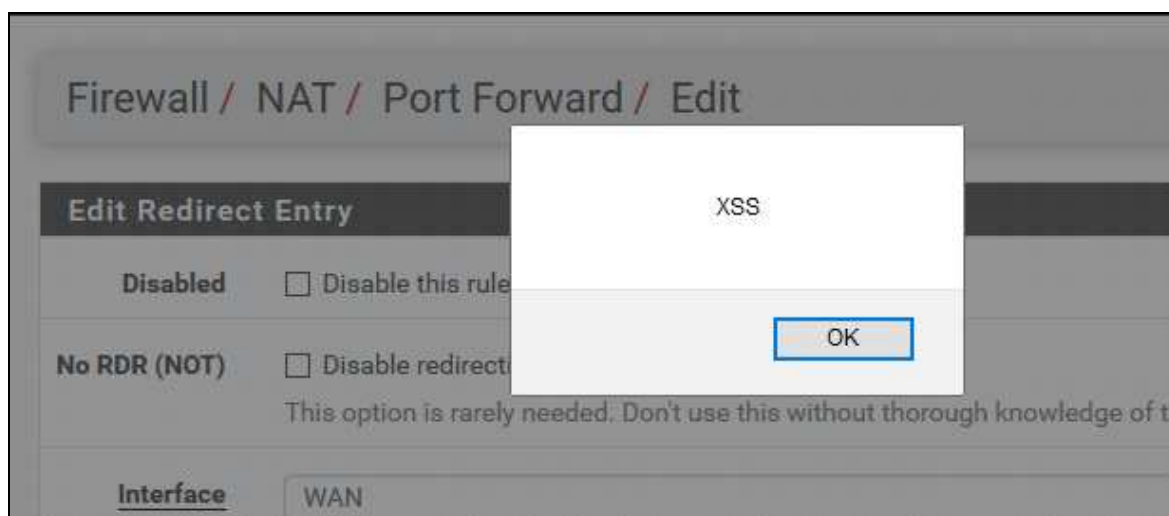 Firewall / NAT / Port Forward / Edit
XSS
OK
Edit Redirect Entry
Disabled
Disable this rule
No RDR (NOT)
Disable redirecti
This option is rarely needed. Don't use this without thorough knowledge of t
Interface
WAN